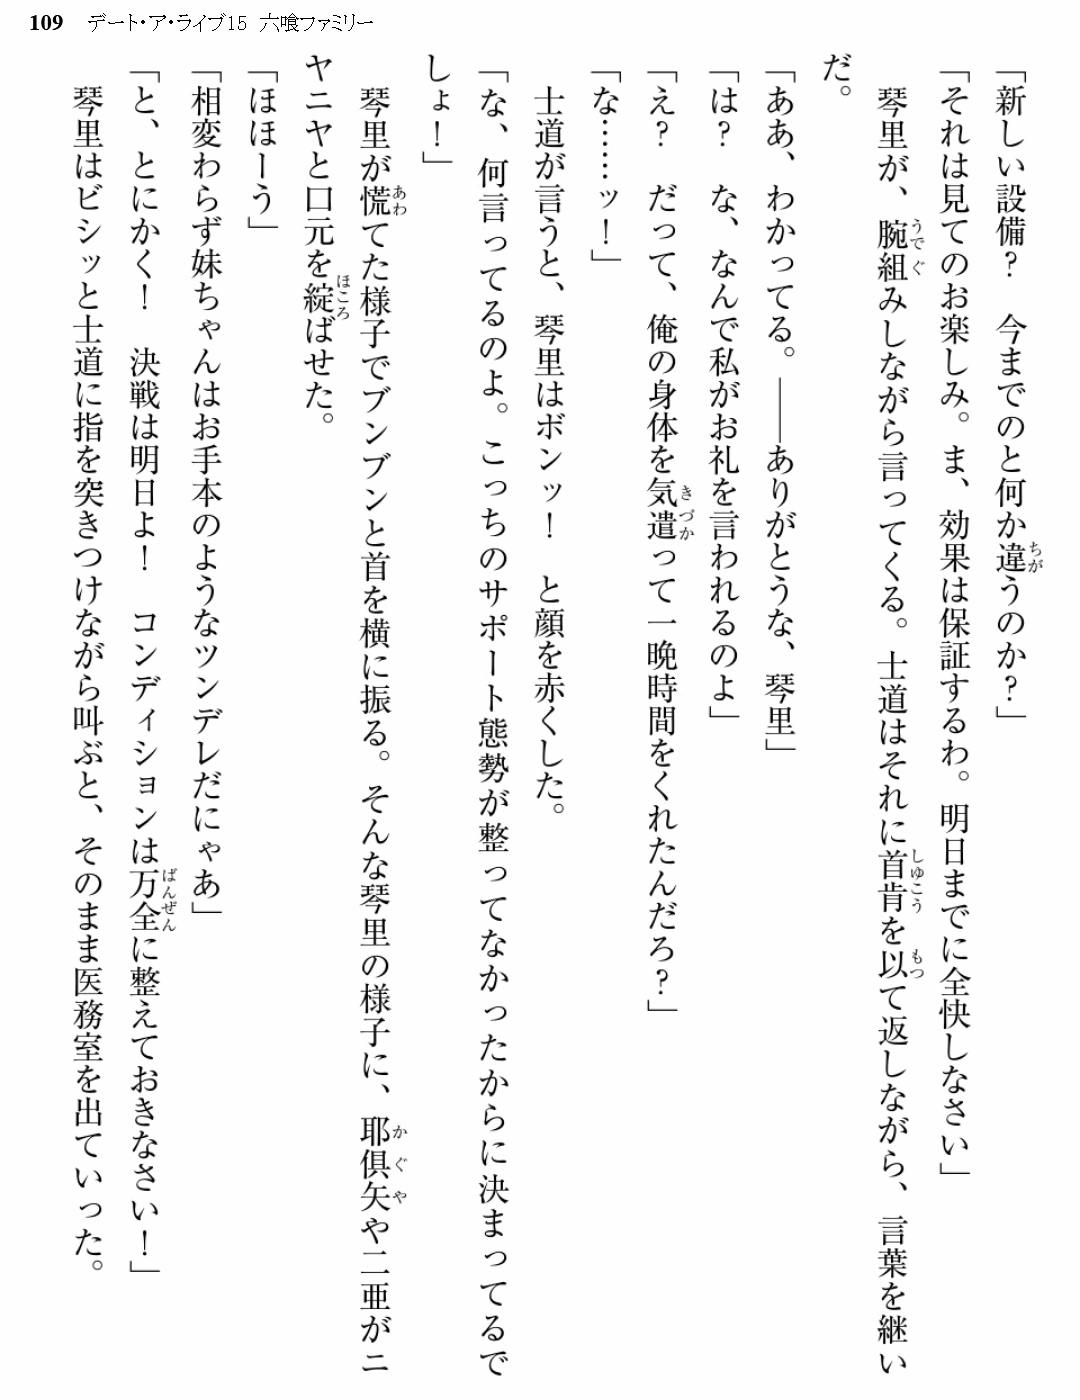 109 デート・ア・ライブ15 六喰ファミリー
「新しい設備？　今までのと何か違うのか？」
「それは見てのお楽しみ。ま、効果は保証するわ。明日までに全快しなさい」
　琴里が、腕組みしながら言ってくる。士道はそれに首肯を以て返しながら、言葉を継い
だ。
「ああ、わかってる。――ありがとうな、琴里」
「は？　な、なんで私がお礼を言われるのよ」
「え？　だって、俺の身体を気遣って一晩時間をくれたんだろ？」
「な……ッ！」
　士道が言うと、琴里はボンッ！　と顔を赤くした。
「な、何言ってるのよ。こっちのサポート態勢が整ってなかったからに決まってるで
しょ！」
　琴里が慌てた様子でブンブンと首を横に振る。そんな琴里の様子に、耶倶矢や二亜がニ
ヤニヤと口元を綻ばせた。
「ほほーう」
「相変わらず妹ちゃんはお手本のようなツンデレだにゃあ」
「と、とにかく！　決戦は明日よ！　コンディションは万全に整えておきなさい！」
　琴里はビシッと士道に指を突きつけながら叫ぶと、そのまま医務室を出ていった。